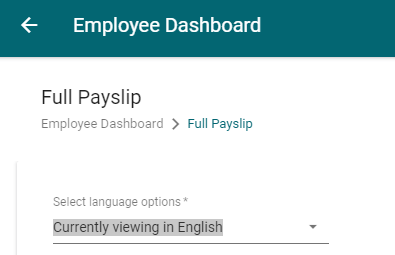 Employee Dashboard
Full Payslip
Employee Dashboard > Full Payslip
Select language options *
Currently viewing in English